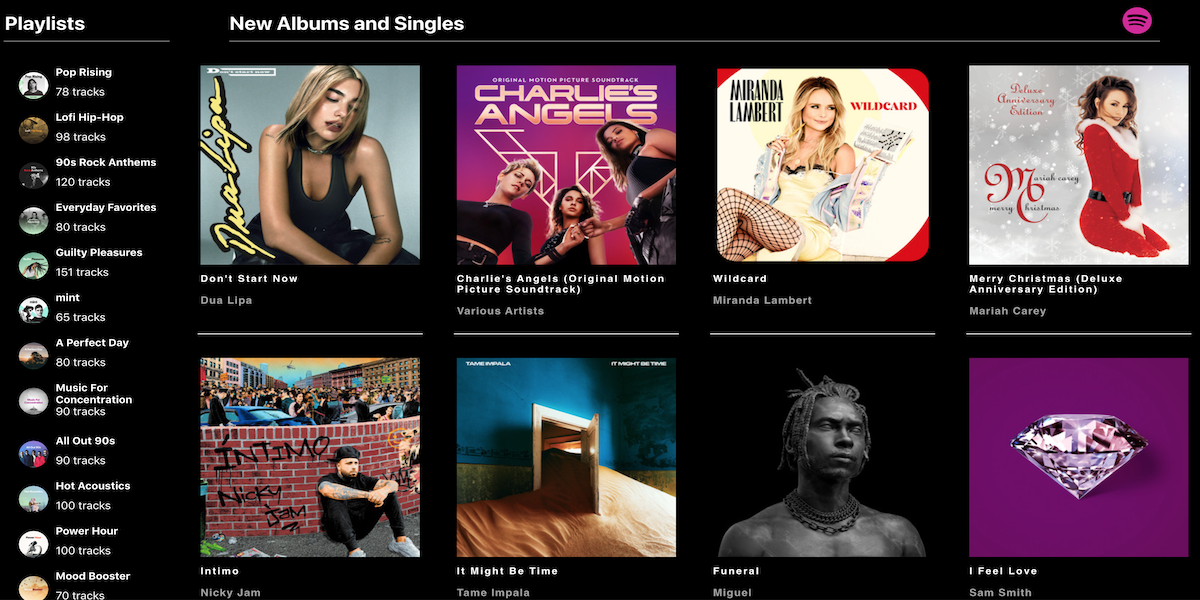 Playlists
Pop Rising
78 tracks
Lofi Hip-Hop
98 tracks
90s Rock Anthems
120 tracks
Everyday Favorites
80 tracks
Guilty Pleasures
151 tracks
mint
65 tracks
A Perfect Day
80 tracks
Music For
Concentration
90 tracks
All Out 90s
90 tracks
Hot Acoustics
100 tracks
Power Hour
100 tracks
Mood Booster
70 tracks
New Albums and Singles
Don't start now
Dua Lipa
Don't Start Now
Dua Lipa
ORIGINAL MOTION PICTURE SOUNDTRACK
CHARLIE'S
ANGELS
Charlie's Angels (Original Motion
Picture Soundtrack)
Various Artists
MIRANDA
LAMBERT
WILDCARD
Wildcard
Miranda Lambert
Deluxe
Anniversary
Edition
Mariah carey
merry Christmas
Merry Christmas (Deluxe
Anniversary Edition)
Mariah Carey
ÍNTIMO
Nicky
Jam
Intimo
Nicky Jam
TAME IMPALA
IT MIGHT BE TIME
It Might Be Time
Tame Impala
Funeral
Miguel
I Feel Love
Sam Smith